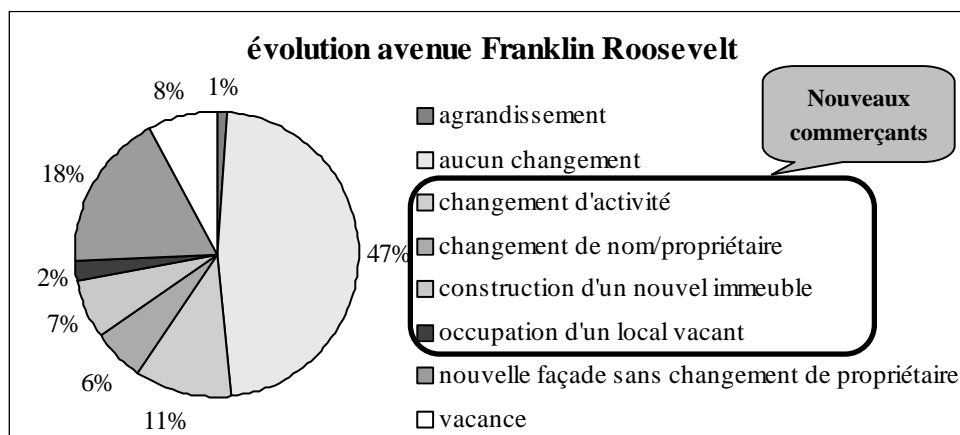 évolution avenue Franklin Roosevelt
8%
1%
18%
47%
2%
7%
6%
11%
Nouveaux
commerçants
agrandissement
aucun changement
changement d'activité
changement de nom/propriétaire
construction d'un nouvel immeuble
occupation d'un local vacant
nouvelle façade sans changement de propriétaire
vacance